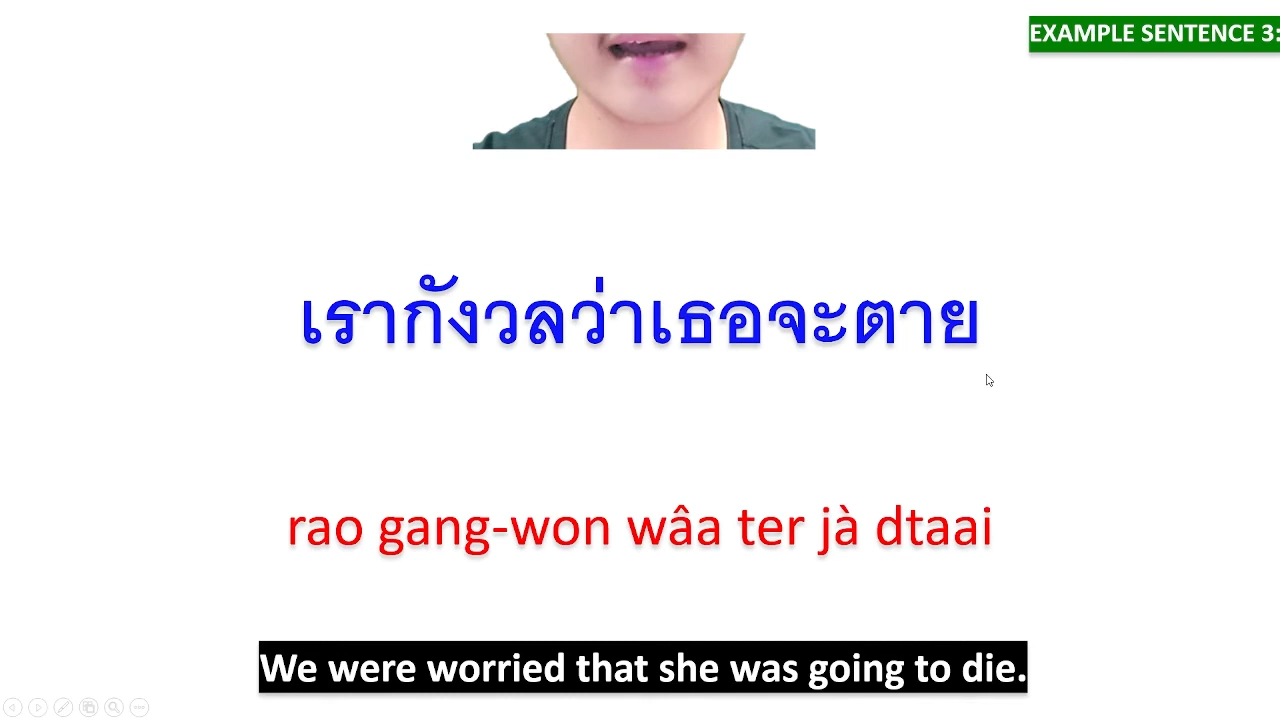 EXAMPLE SENTENCE 3:
เรากังวลว่าเธอจะตาย
rao gang-won wâa ter jà dtaai
We were worried that she was going to die.